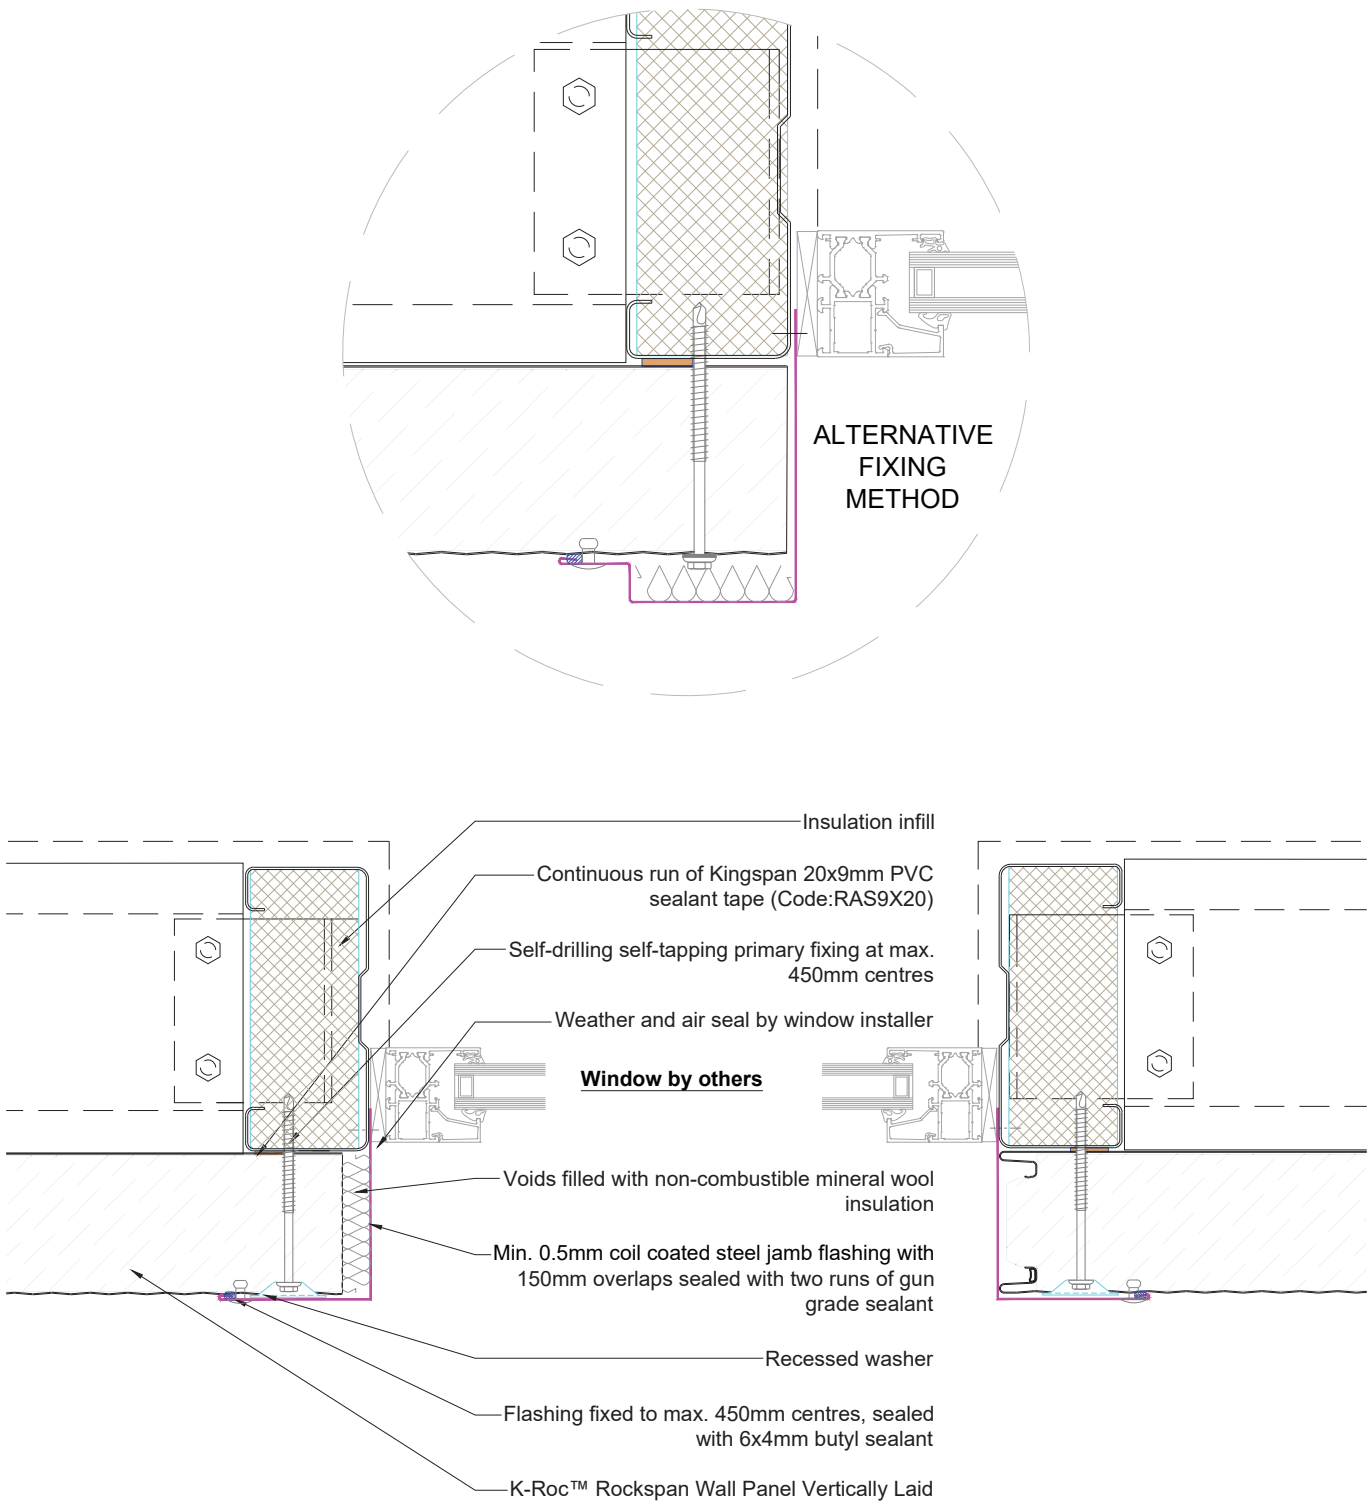 ALTERNATIVE
FIXING
METHOD
Insulation infill
Continuous run of Kingspan 20x9mm PVC
sealant tape (Code:RAS9X20)
Self-drilling self-tapping primary fixing at max.
450mm centres
Weather and air seal by window installer
Window by others
Voids filled with non-combustible mineral wool
insulation
Min. 0.5mm coil coated steel jamb flashing with
150mm overlaps sealed with two runs of gun
grade sealant
Recessed washer
Flashing fixed to max. 450mm centres, sealed
with 6x4mm butyl sealant
K-Roc™ Rockspan Wall Panel Vertically Laid